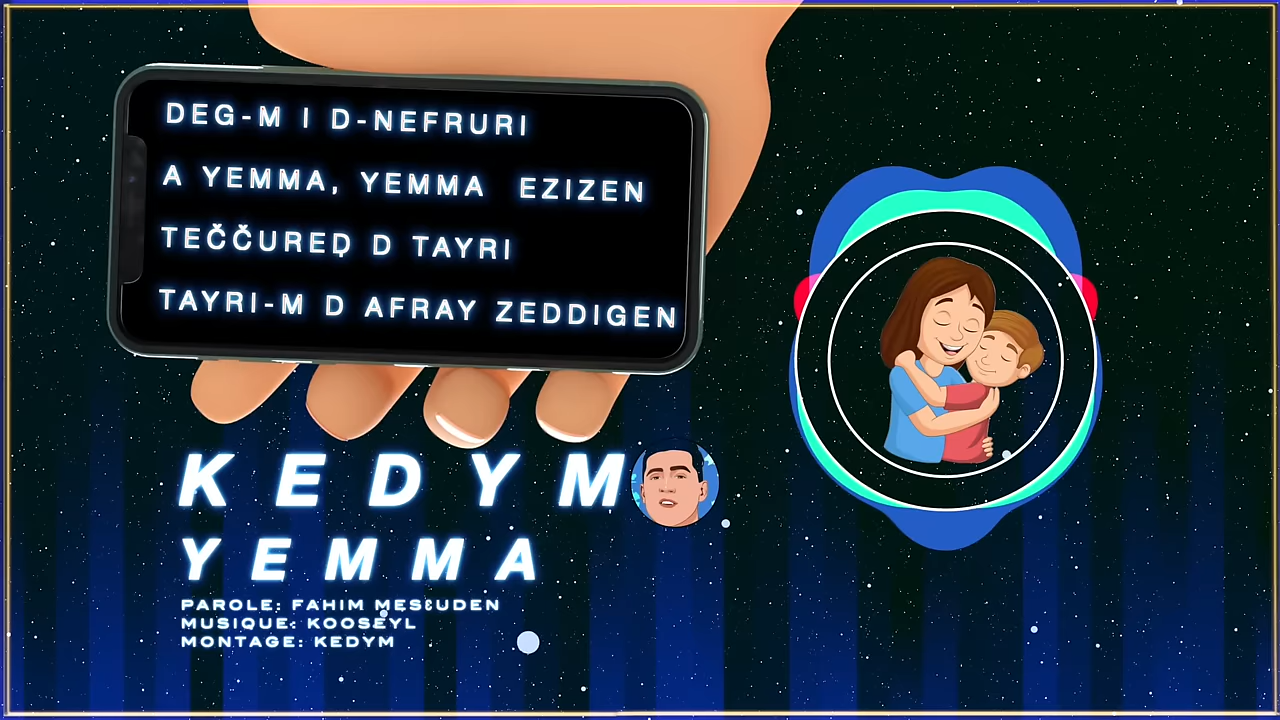 DEG-M I D-NEFRURI
A YEMMA, YEMMA EZIZEN
TEČČUREḌ D TAYRI
TAYRI-M D AFRAY ZEDDIGEN
KEDYM
YEMMA
PAROLE: FAHIM MESƐUDEN
MUSIQUE: KOOSEYL
MONTAGE: KEDYM